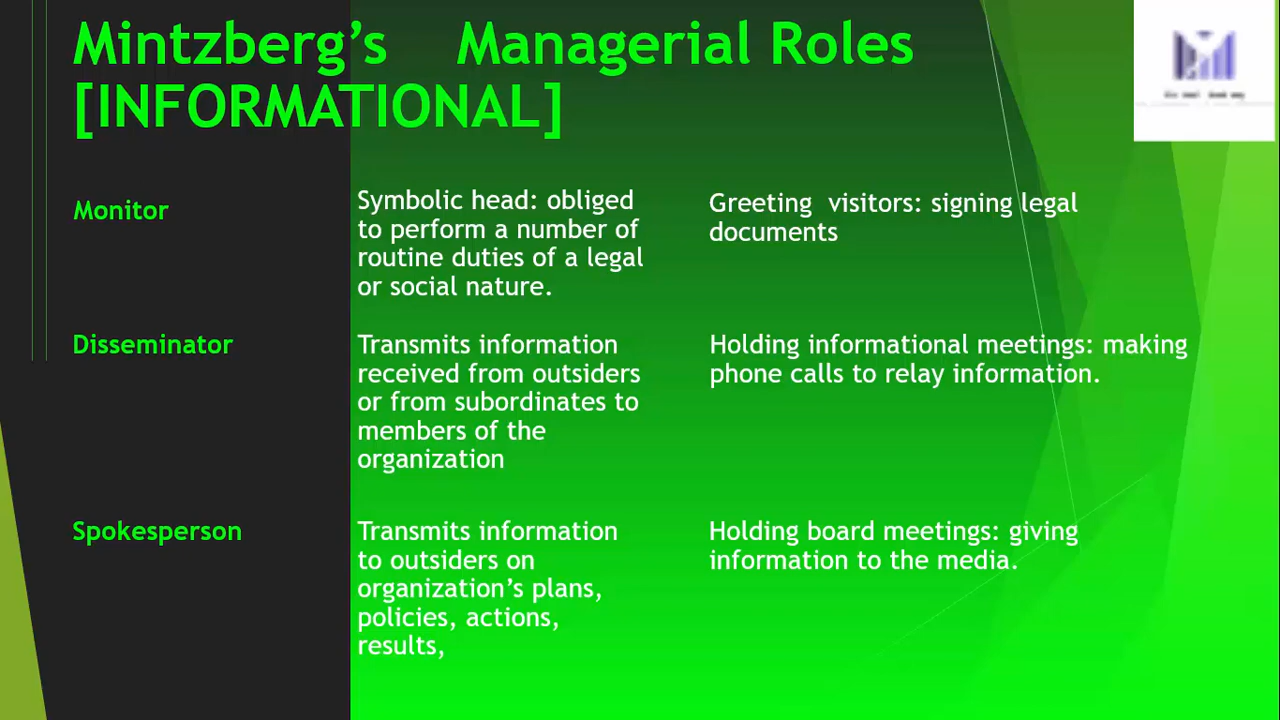 Mintzberg’s Managerial Roles
[INFORMATIONAL]
Monitor
Symbolic head: obliged
to perform a number of
routine duties of a legal
or social nature.
Greeting visitors: signing legal
documents
Disseminator
Transmits information
received from outsiders
or from subordinates to
members of the
organization
Holding informational meetings: making
phone calls to relay information.
Spokesperson
Transmits information
to outsiders on
organization’s plans,
policies, actions,
results,
Holding board meetings: giving
information to the media.